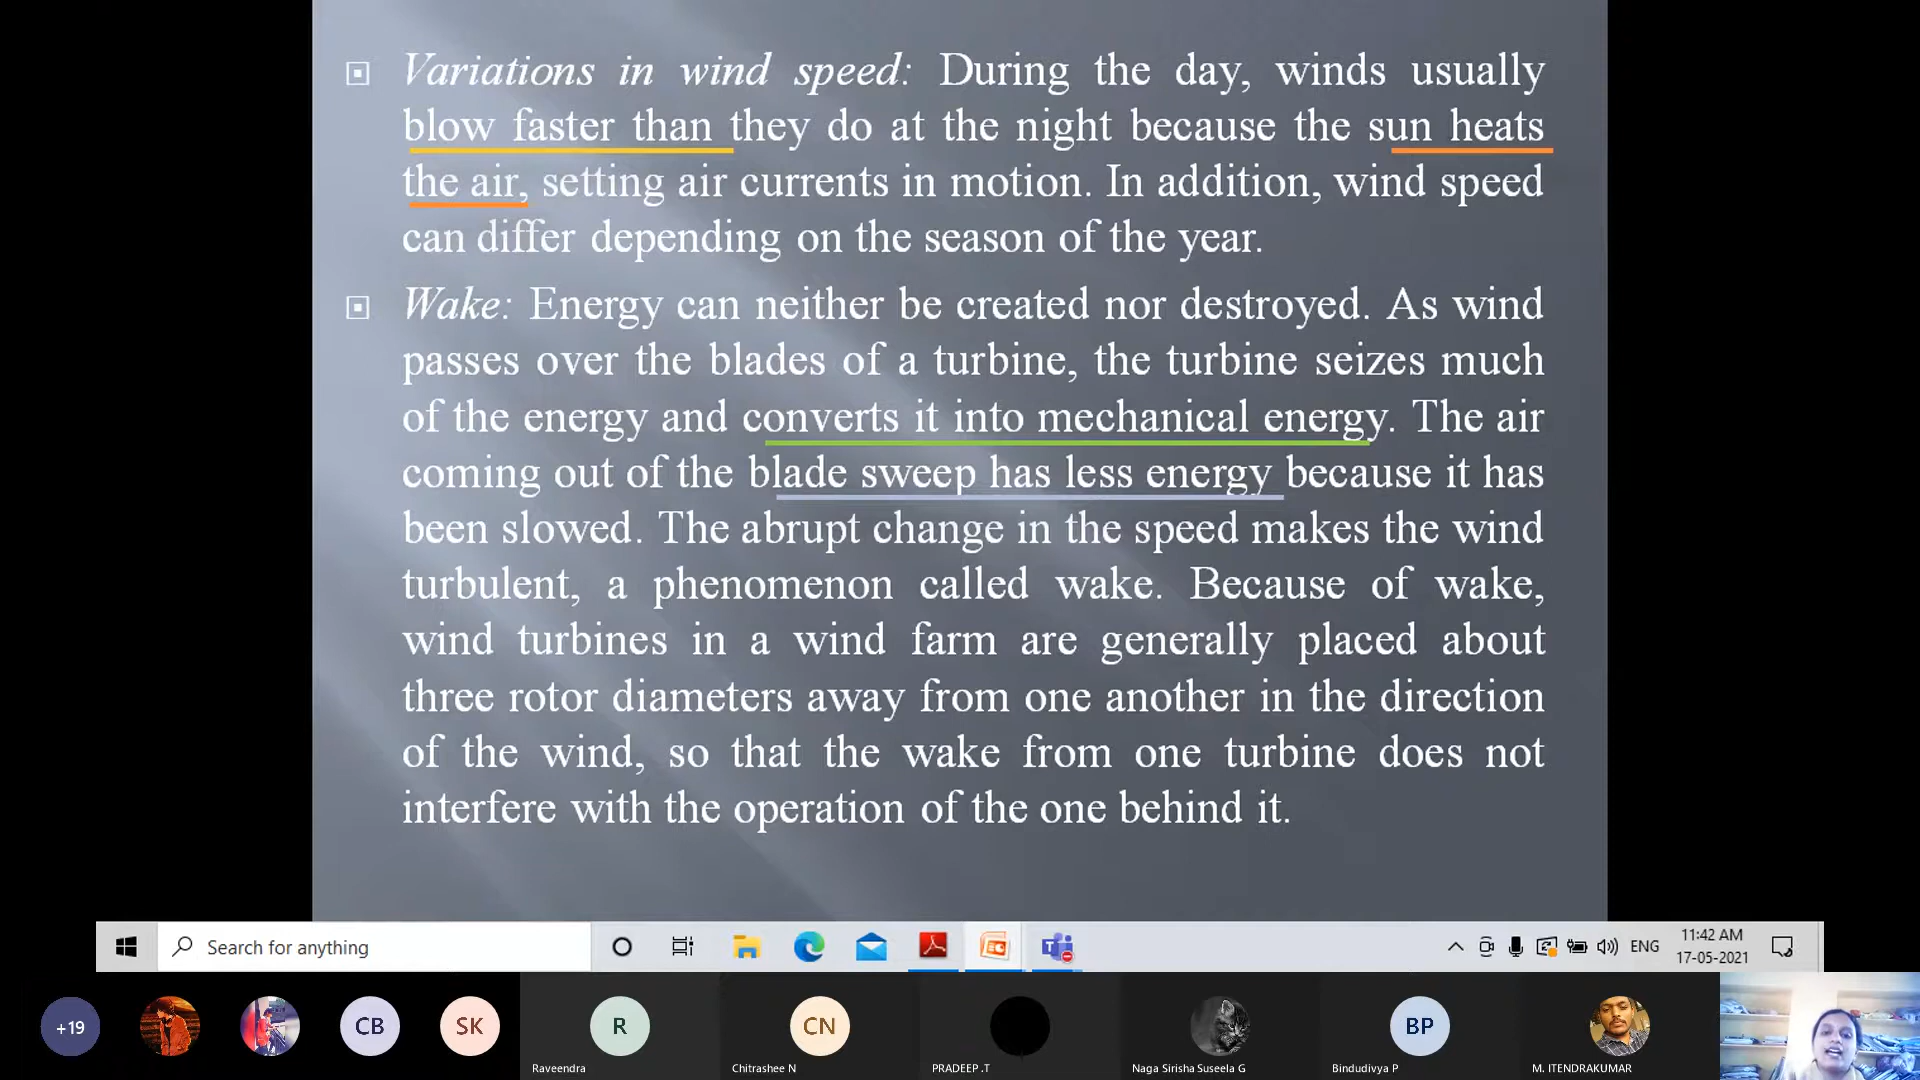 Variations in wind speed: During the day, winds usually
blow faster than they do at the night because the sun heats
the air, setting air currents in motion. In addition, wind speed
can differ depending on the season of the year.
Wake: Energy can neither be created nor destroyed. As wind
passes over the blades of a turbine, the turbine seizes much
of the energy and converts it into mechanical energy. The air
coming out of the blade sweep has less energy because it has
been slowed. The abrupt change in the speed makes the wind
turbulent, a phenomenon called wake. Because of wake,
wind turbines in a wind farm are generally placed about
three rotor diameters away from one another in the direction
of the wind, so that the wake from one turbine does not
interfere with the operation of the one behind it.
Search for anything
ENG
11:42 AM
17-05-2021
+19
CB
SK
R
CN
BP
Raveendra
Chitrashee N
PRADEEP .T
Naga Sirisha Suseela G
Bindudivya P
M. ITENDRAKUMAR